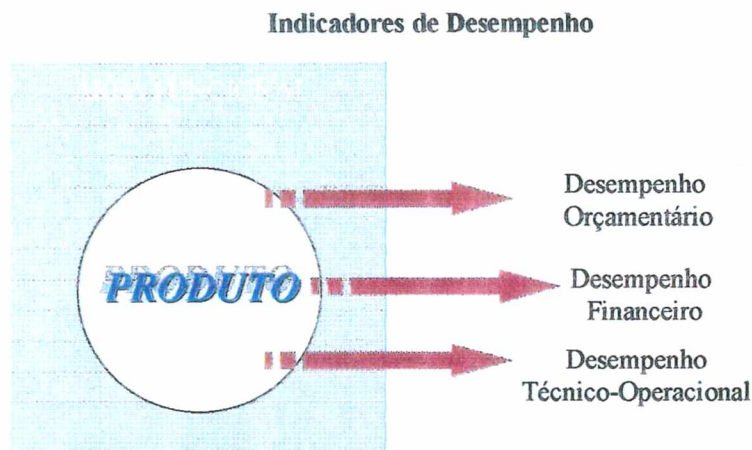 Indicadores de Desempenho
PRODUTO
Desempenho
Orçamentário
Desempenho
Financeiro
Desempenho
Técnico-Operacional